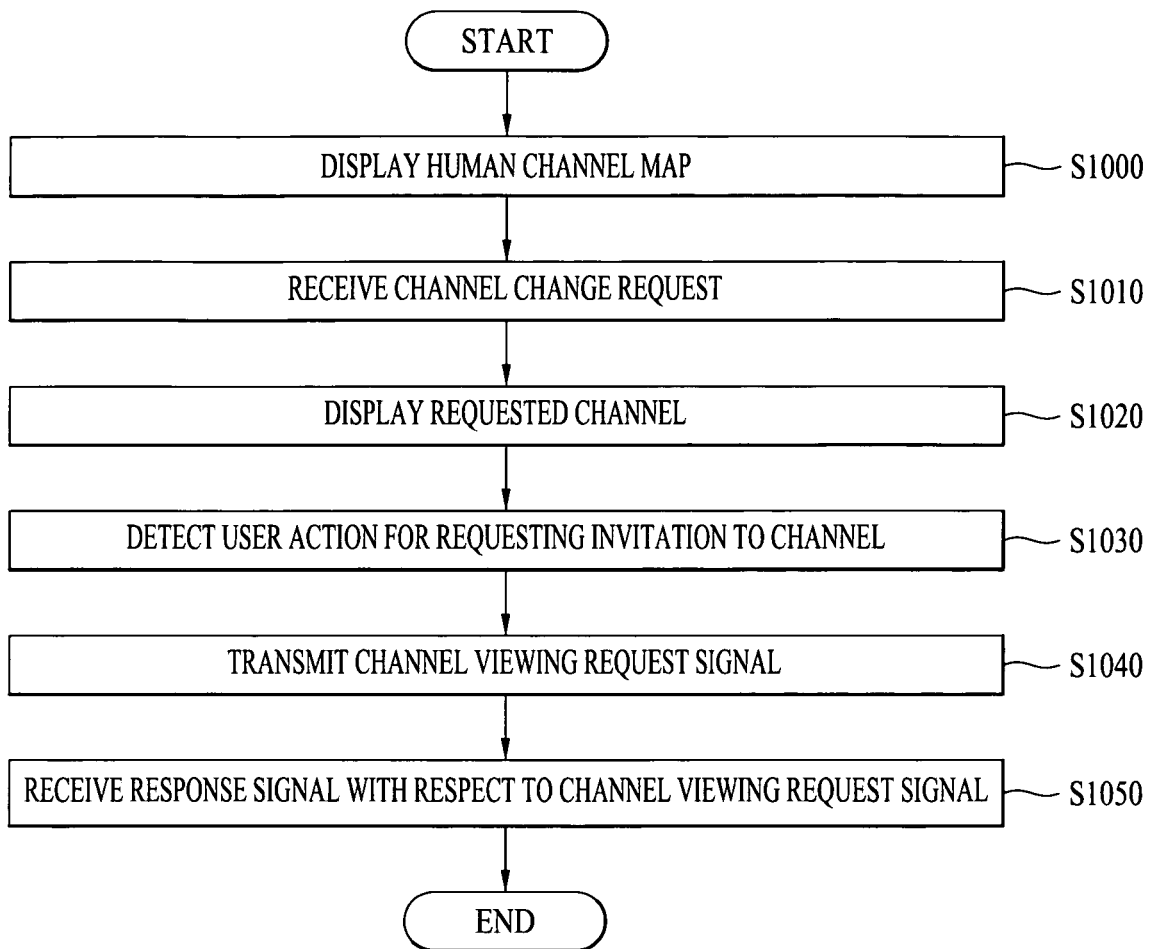 START
DISPLAY HUMAN CHANNEL MAP
S1000
RECEIVE CHANNEL CHANGE REQUEST
S1010
DISPLAY REQUESTED CHANNEL
S1020
DETECT USER ACTION FOR REQUESTING INVITATION TO CHANNEL
S1030
TRANSMIT CHANNEL VIEWING REQUEST SIGNAL
S1040
RECEIVE RESPONSE SIGNAL WITH RESPECT TO CHANNEL VIEWING REQUEST SIGNAL
S1050
END